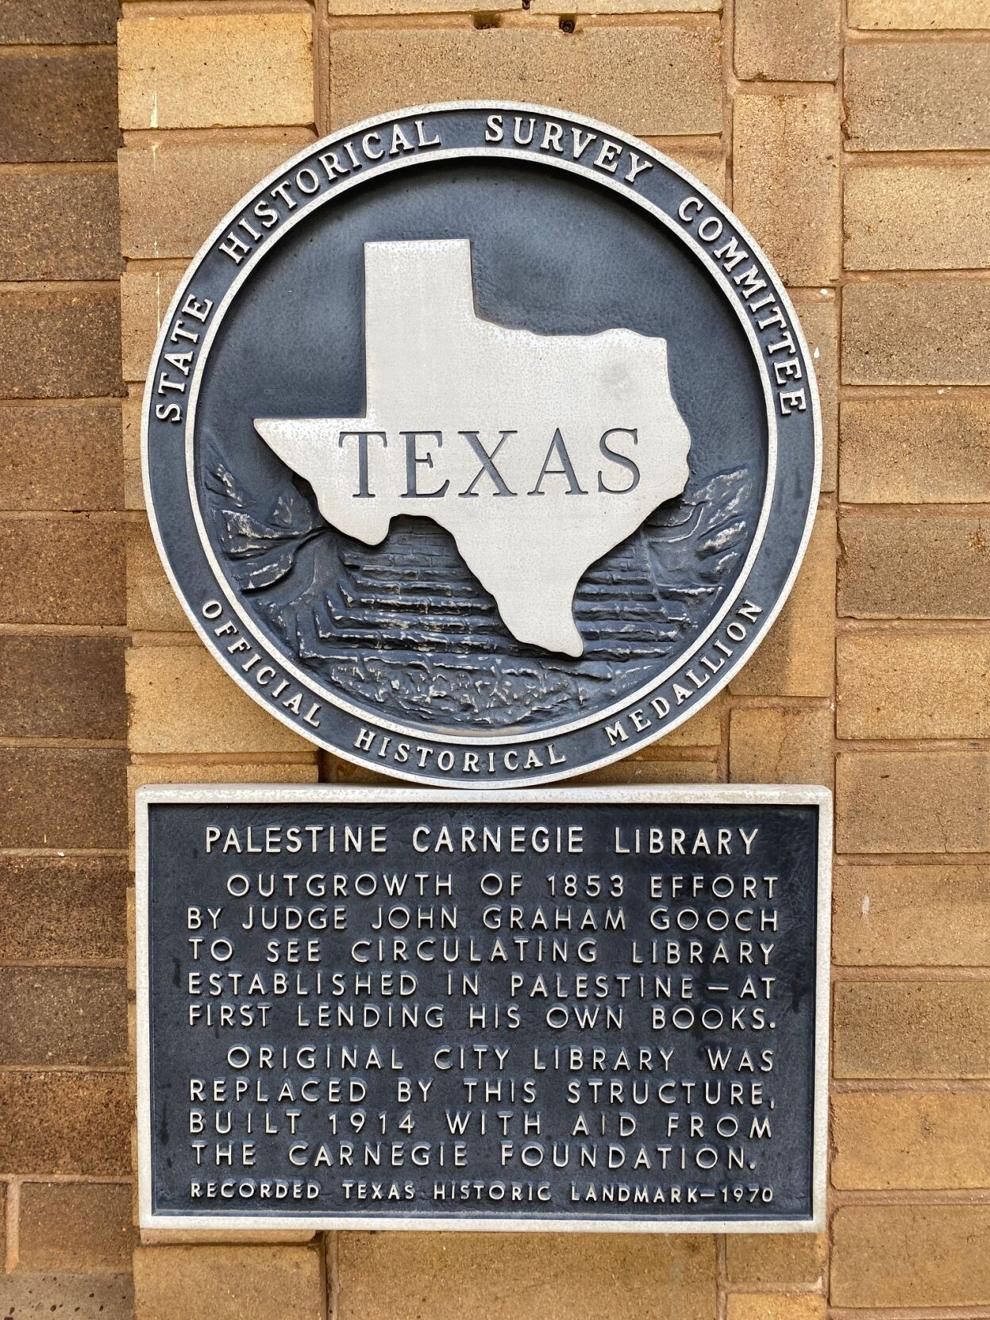 STATE HISTORICAL SURVEY COMMITTEE
TEXAS
OFFICIAL HISTORICAL MEDALLION
PALESTINE CARNEGIE LIBRARY
OUTGROWTH OF 1853 EFFORT
BY JUDGE JOHN GRAHAM GOOCH
TO SEE CIRCULATING LIBRARY
ESTABLISHED IN PALESTINE—AT
FIRST LENDING HIS OWN BOOKS.
ORIGINAL CITY LIBRARY WAS
REPLACED BY THIS STRUCTURE,
BUILT 1914 WITH AID FROM
THE CARNEGIE FOUNDATION.
RECORDED TEXAS HISTORIC LANDMARK—1970